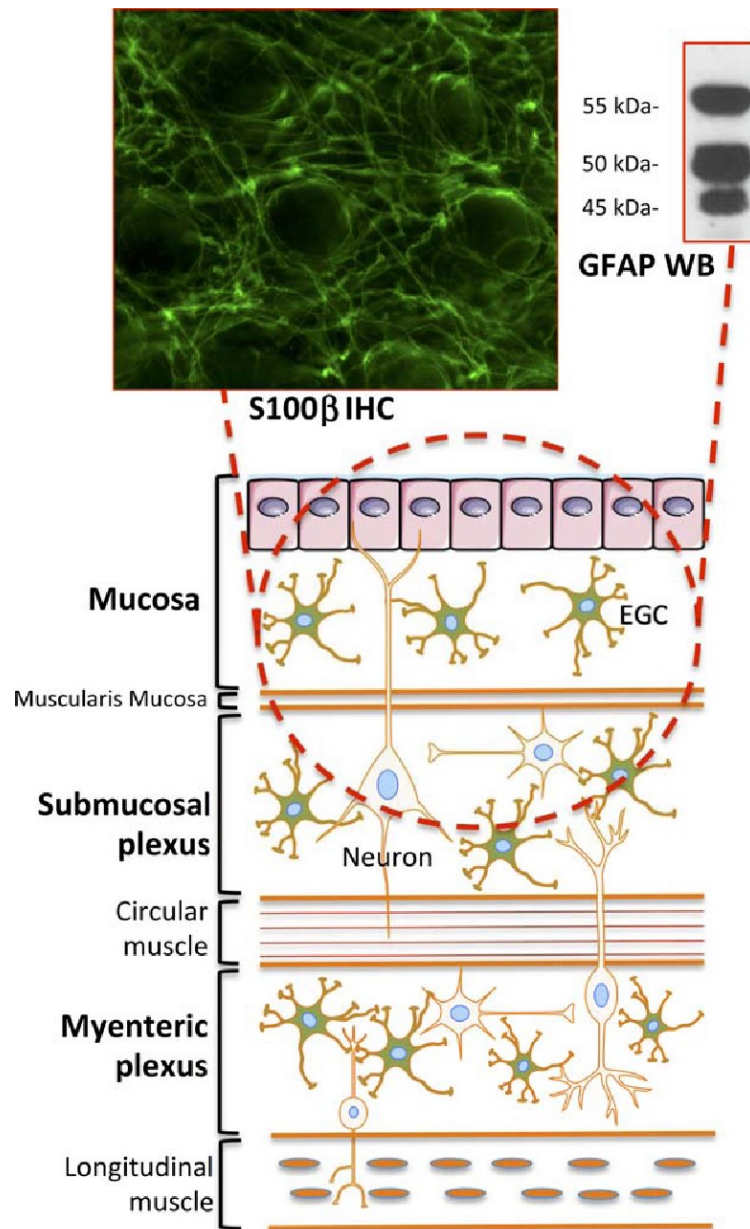 55 kDa-
50 kDa-
45 kDa-
GFAP WB
S100β IHC
Mucosa
EGC
Muscularis Mucosa
Submucosal
plexus
Neuron
Circular
muscle
Myenteric
plexus
Longitudinal
muscle